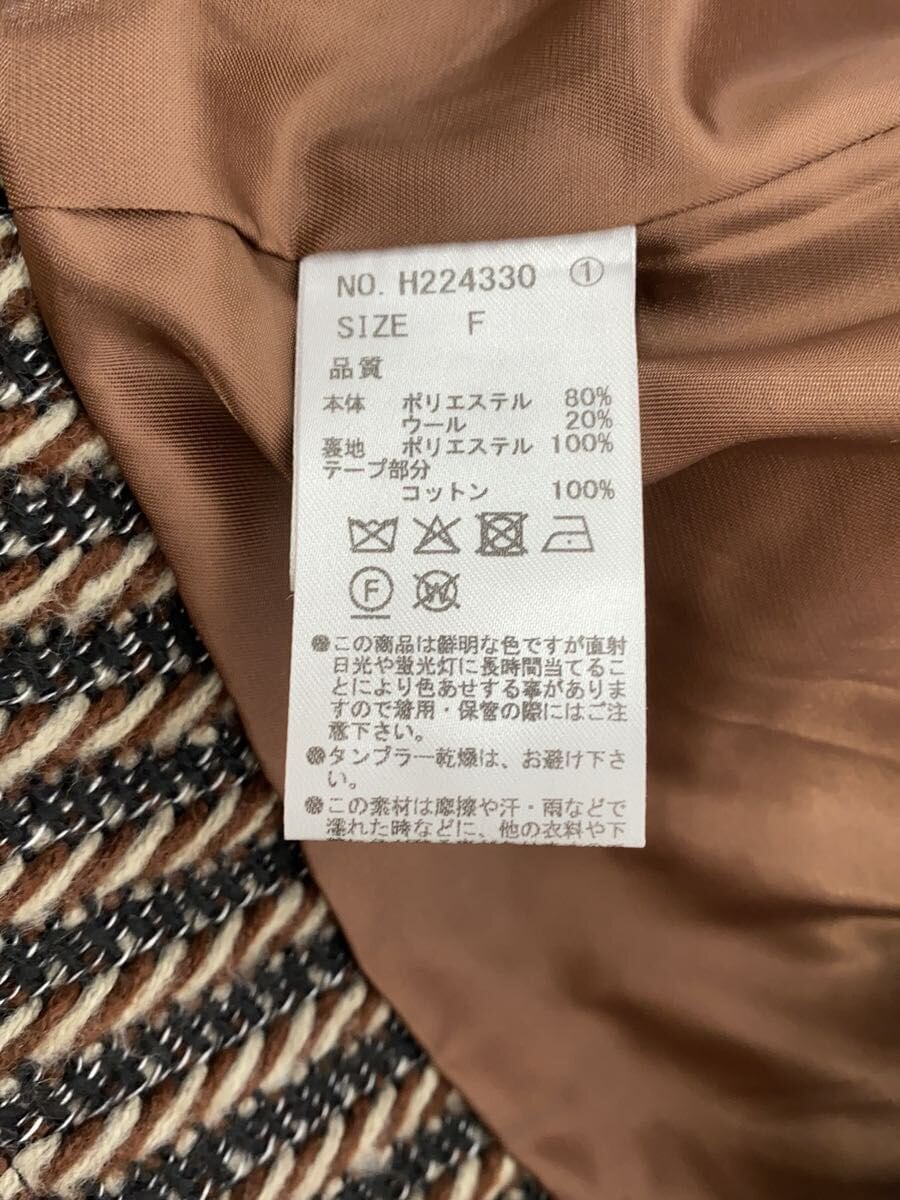 NO. H224330 ①
SIZE F
品質
本体 ポリエステル 80%
ウール 20%
裏地 ポリエステル 100%
テープ部分
コットン 100%
F
W
※この商品は鮮明な色ですが直射
日光や蛍光灯に長時間当てるこ
とにより色あせする事がありま
すので着用・保管の際にはご注
意下さい。
※タンブラー乾燥は、お避け下さ
い。
※この素材は摩擦や汗・雨などで
濡れた時などに、他の衣料や下